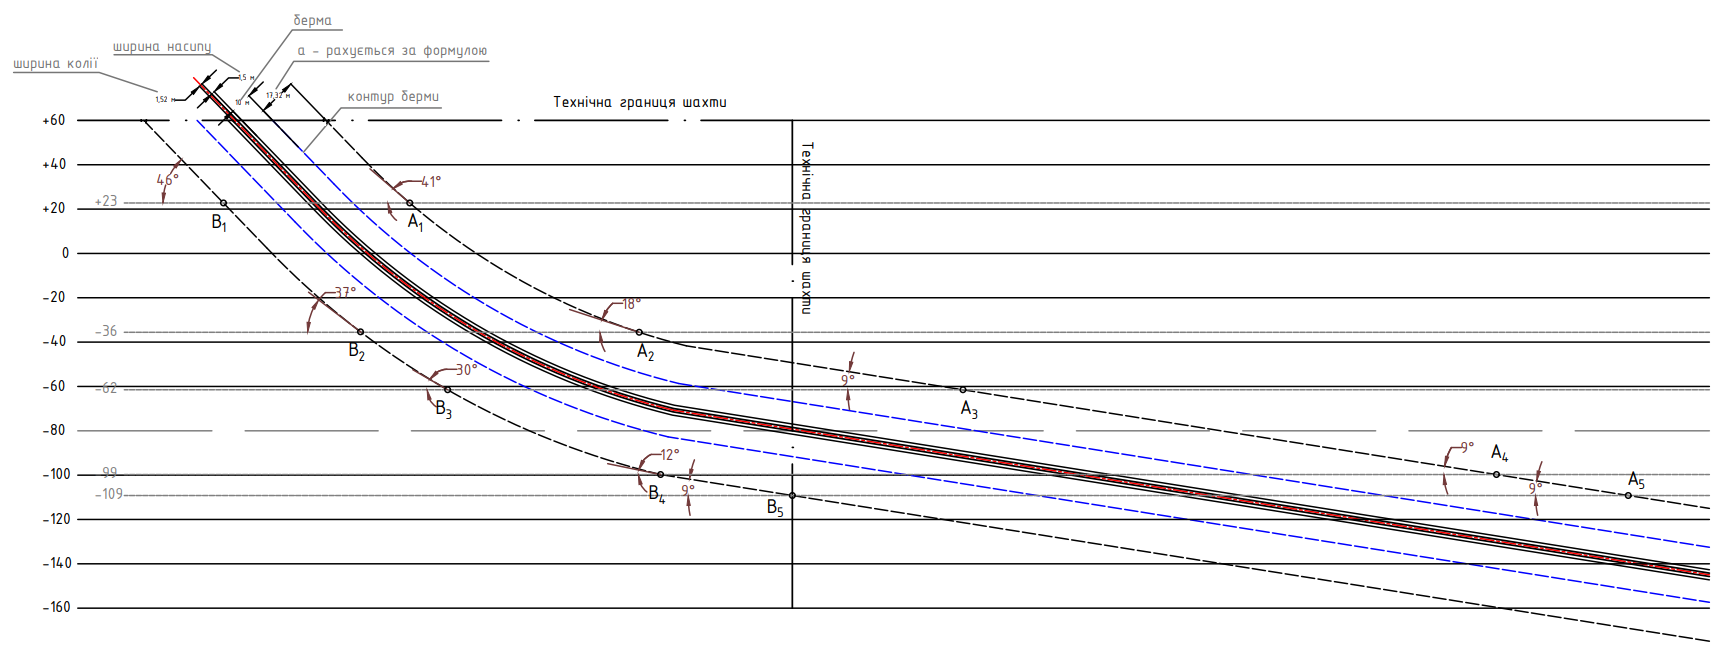 берма
ширина насипу
а - рахується за формулою
ширина колії
1,5 м
1,52 м
10 м
17,32 м
контур берми
Технічна границя шахти
+60
Технічна границя шахти
+40
46°
41°
+23
+20
B1
A1
0
-20
37°
18°
-36
-40
B2
A2
-60
-62
30°
9°
B3
A3
-80
12°
9°
A4
-100
-99
9°
9°
A5
-109
B4
B5
-120
-140
-160